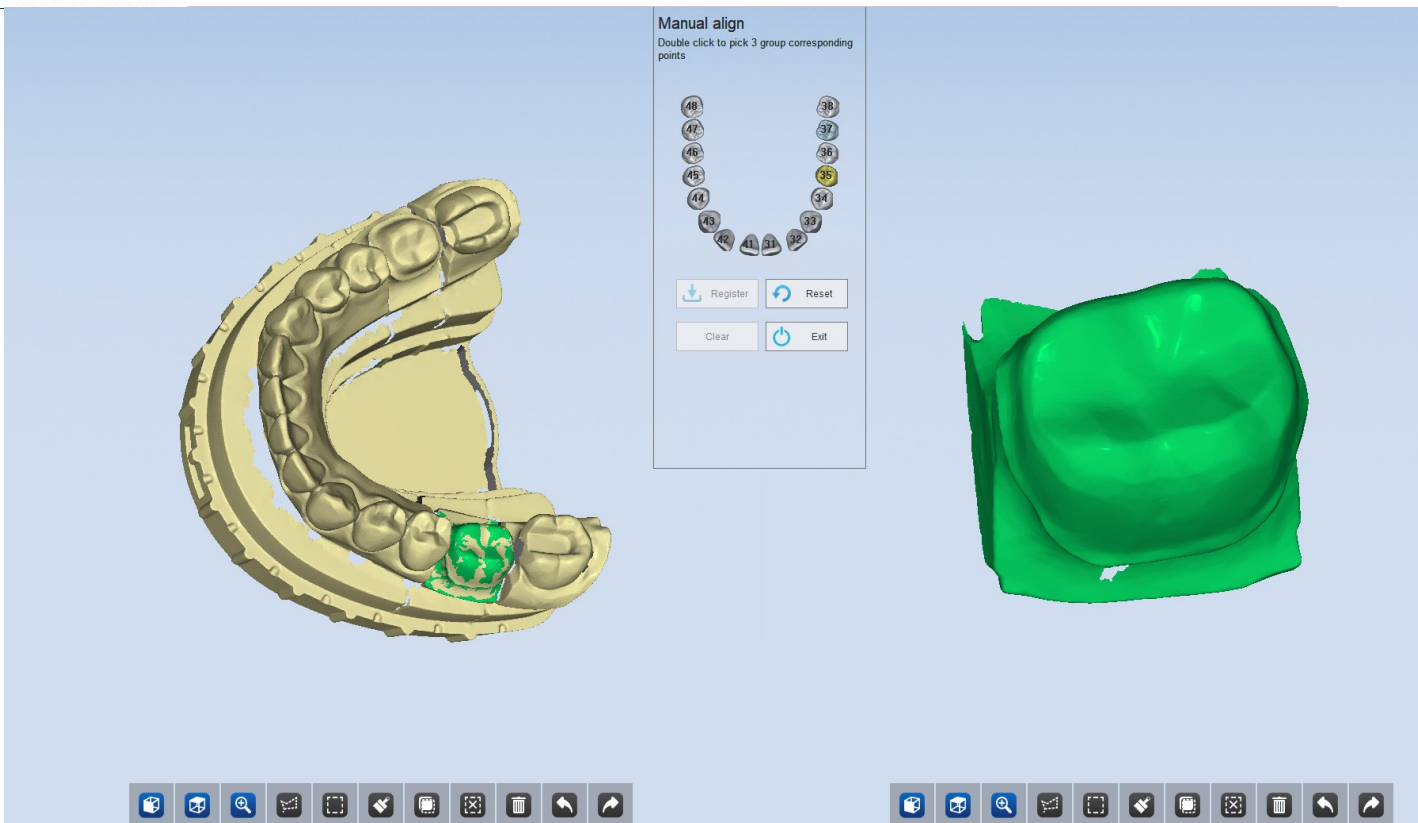 Manual align
Double click to pick 3 group corresponding
points
48 38
47 37
46 36
45 35
44 34
43 33
42 41 31 32
Register Reset
Clear Exit